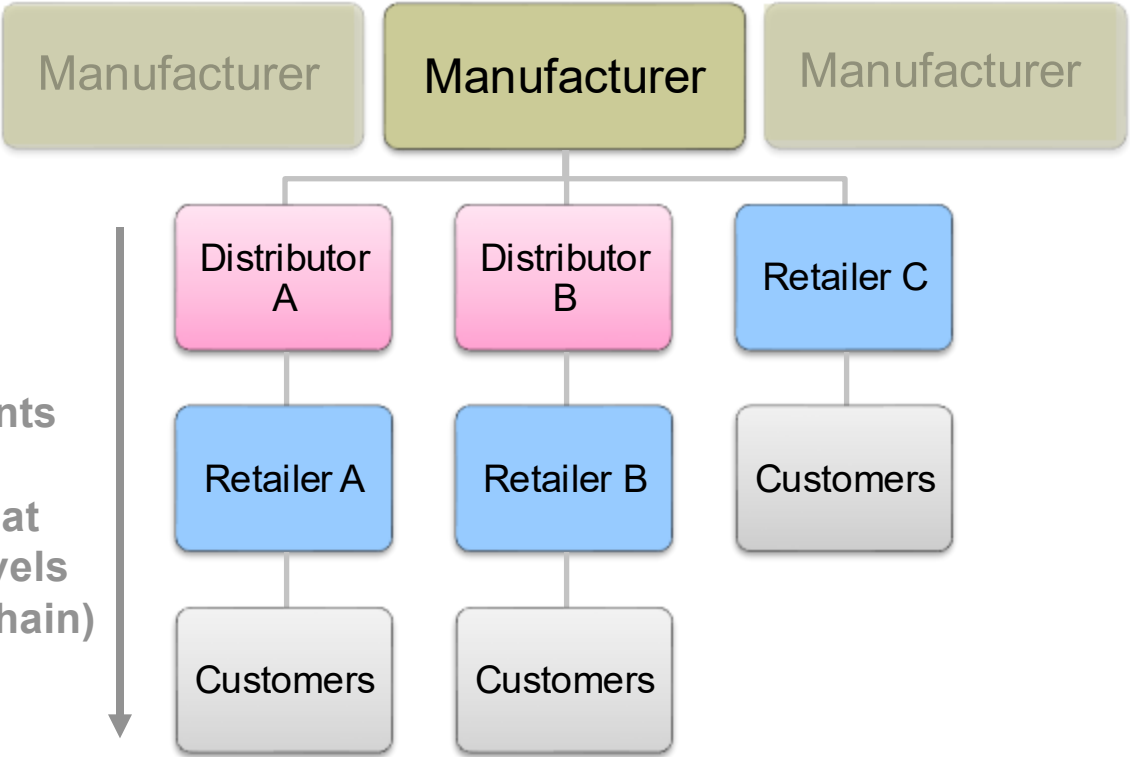 Manufacturer
Manufacturer
Manufacturer
Distributor
A
Distributor
B
Retailer C
nts
at
vels
hain)
Retailer A
Retailer B
Customers
Customers
Customers